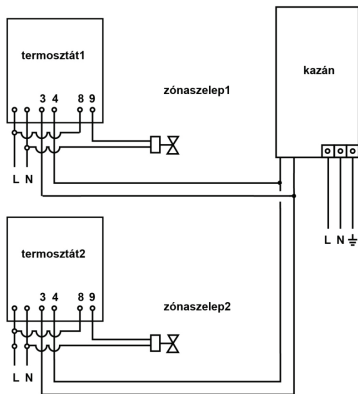 termosztát1
kazán
3 4 8 9
zónaszelep1
L N
L N
termosztát2
3 4 8 9
zónaszelep2
L N